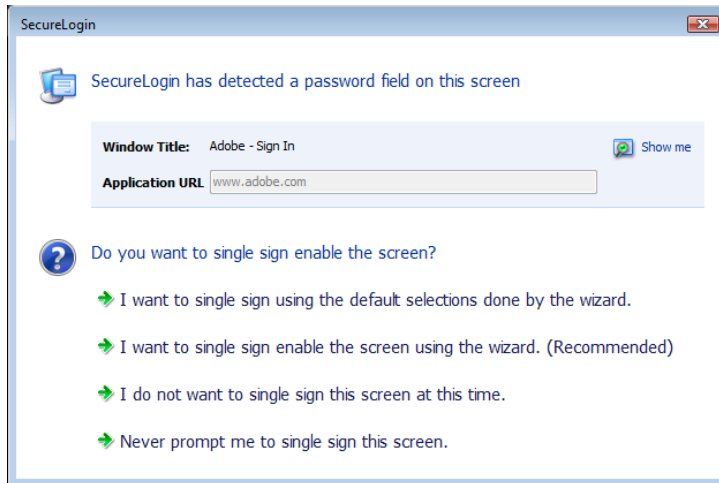 SecureLogin
SecureLogin has detected a password field on this screen
Window Title: Adobe - Sign In Show me
Application URL www.adobe.com
Do you want to single sign enable the screen?
I want to single sign using the default selections done by the wizard.
I want to single sign enable the screen using the wizard. (Recommended)
I do not want to single sign this screen at this time.
Never prompt me to single sign this screen.